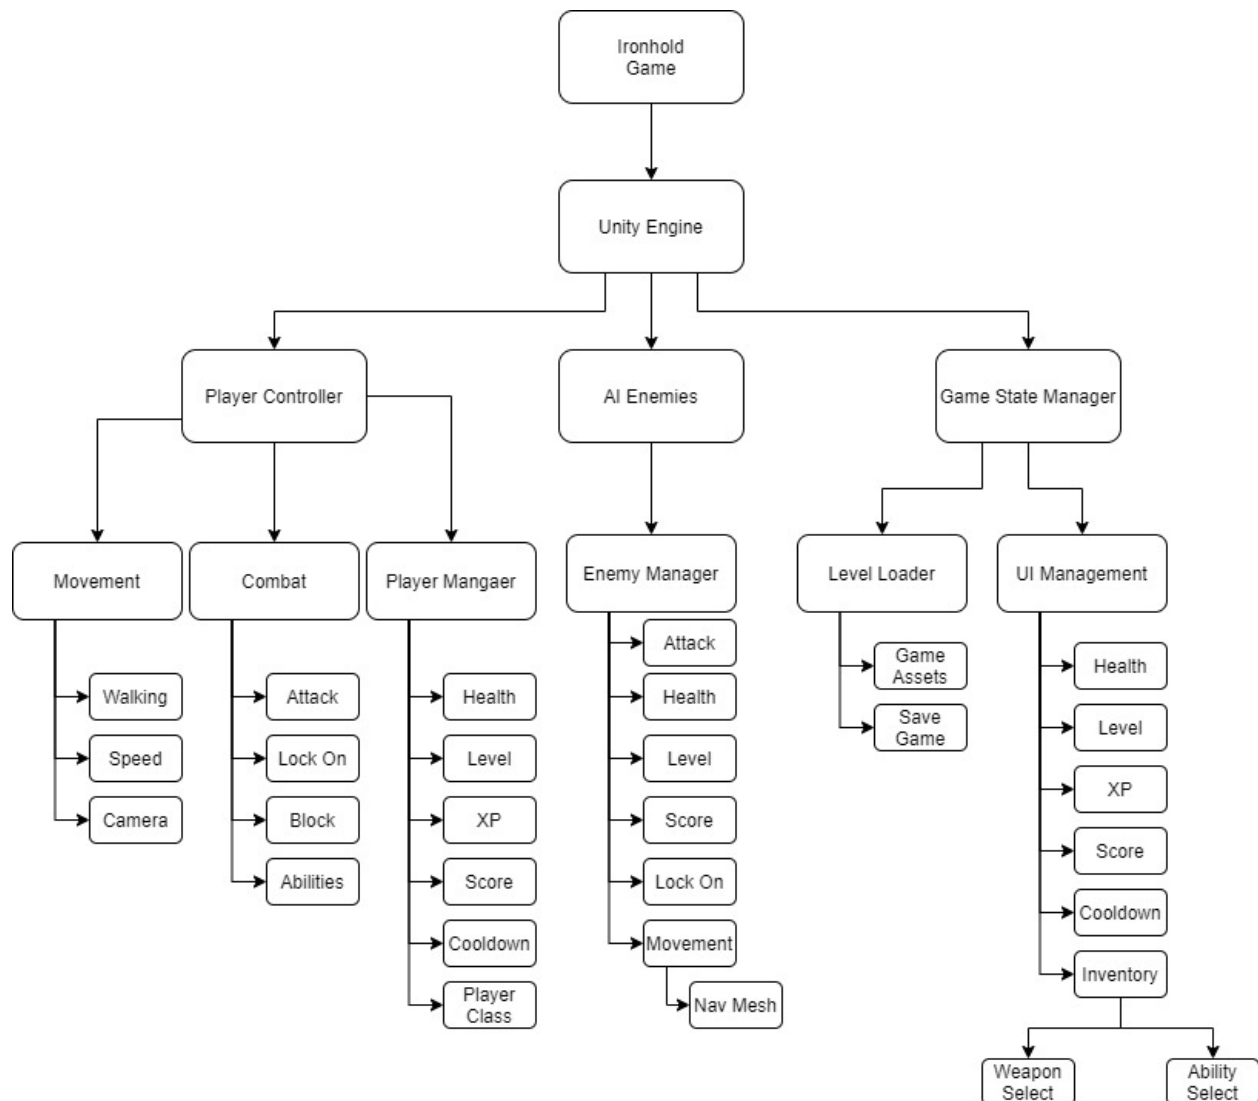 Ironhold
Game
Unity Engine
Player Controller
AI Enemies
Game State Manager
Movement
Combat
Player Mangaer
Enemy Manager
Level Loader
UI Management
Walking
Speed
Camera
Attack
Lock On
Block
Abilities
Health
Level
XP
Score
Cooldown
Player
Class
Attack
Health
Level
Score
Lock On
Movement
Nav Mesh
Game
Assets
Save
Game
Health
Level
XP
Score
Cooldown
Inventory
Weapon
Select
Ability
Select